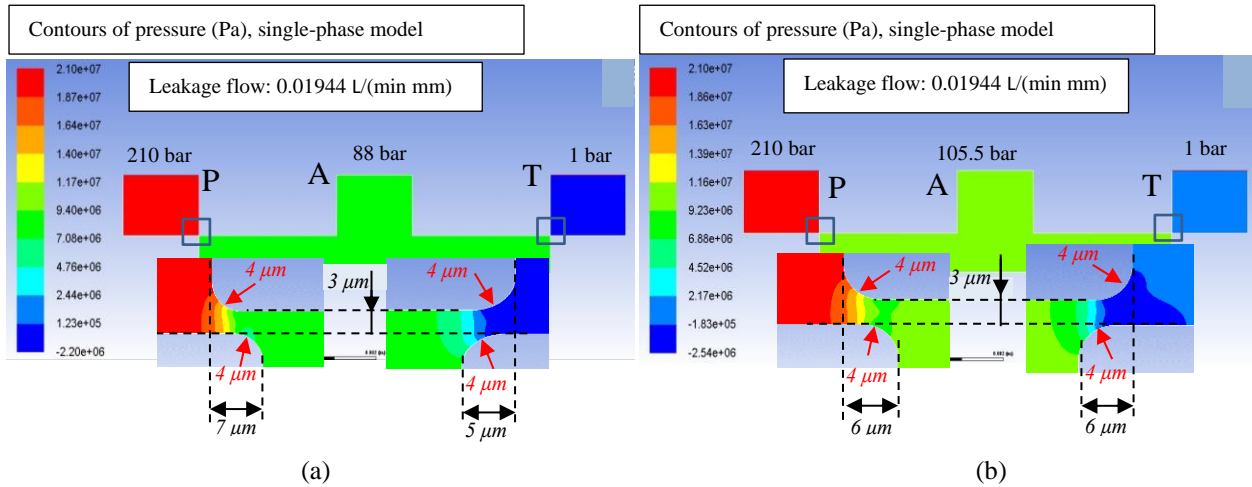 Contours of pressure (Pa), single-phase model
Leakage flow: 0.01944 L/(min mm)
2.10e+07
1.87e+07
1.64e+07
1.40e+07
1.17e+07
9.40e+06
7.08e+06
4.76e+06
2.44e+06
1.23e+05
-2.20e+06
210 bar
88 bar
1 bar
P
A
T
4 µm
4 µm
3 µm
0.002 (m)
4 µm
4 µm
7 µm
5 µm
(a)
Contours of pressure (Pa), single-phase model
Leakage flow: 0.01944 L/(min mm)
2.10e+07
1.86e+07
1.63e+07
1.39e+07
1.16e+07
9.23e+06
6.88e+06
4.52e+06
2.17e+06
-1.83e+05
-2.54e+06
210 bar
105.5 bar
1 bar
P
A
T
4 µm
4 µm
3 µm
0.002 (m)
4 µm
4 µm
6 µm
6 µm
(b)